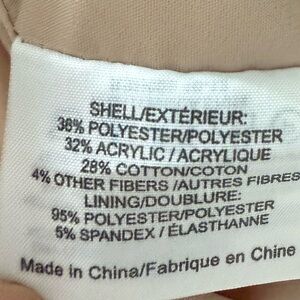 SHELL/EXTÉRIEUR:
36% POLYESTER/POLYESTER
32% ACRYLIC / ACRYLIQUE
28% COTTON/COTON
4% OTHER FIBERS /AUTRES FIBRES
LINING/DOUBLURE:
95% POLYESTER/POLYESTER
5% SPANDEX / ÉLASTHANNE
Made in China/Fabrique en Chine